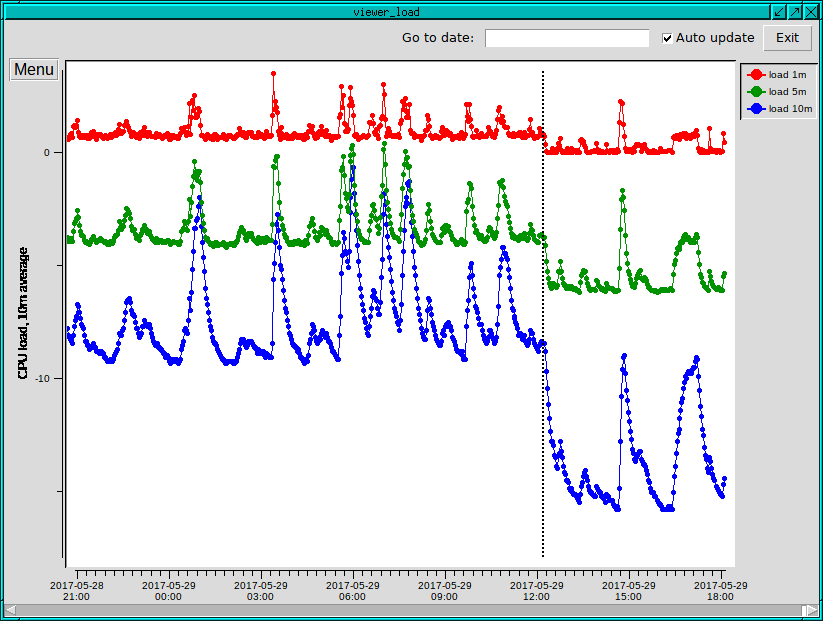 viewer_load
Go to date:
Auto update
Exit
Menu
load 1m
load 5m
load 10m
0
-10
CPU load, 10m average
2017-05-28 2017-05-29 2017-05-29 2017-05-29 2017-05-29 2017-05-29 2017-05-29 2017-05-29
21:00 00:00 03:00 06:00 09:00 12:00 15:00 18:00